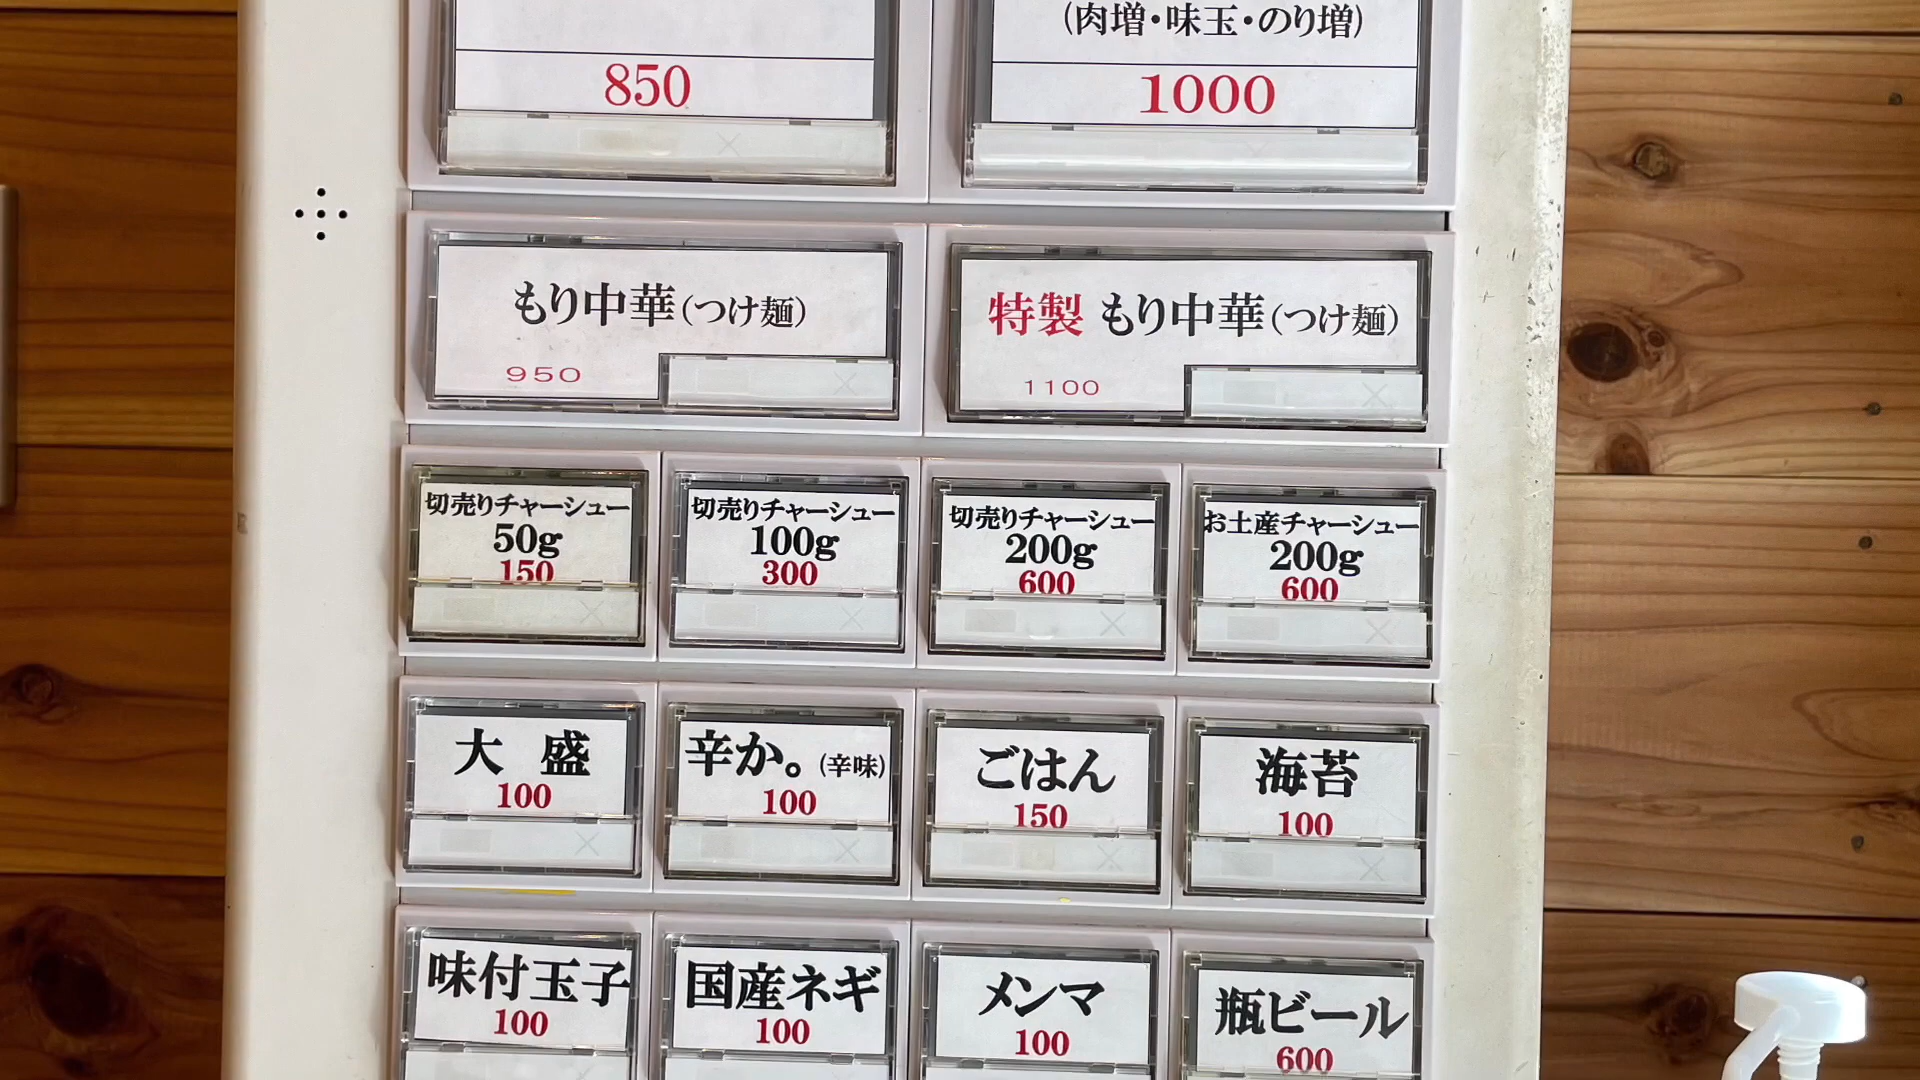 (肉増・味玉・のり増)
850
1000
もり中華(つけ麺)
950
特製 もり中華(つけ麺)
1100
切売りチャーシュー
50g
150
切売りチャーシュー
100g
300
切売りチャーシュー
200g
600
お土産チャーシュー
200g
600
大 盛
100
辛か。(辛味)
100
ごはん
150
海苔
100
味付玉子
100
国産ネギ
100
メンマ
100
瓶ビール
600